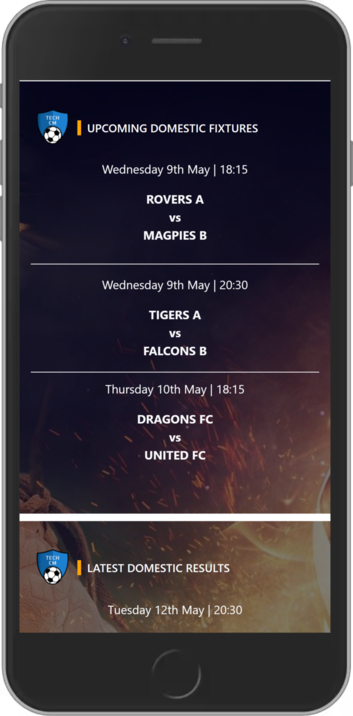 TECH
CM
UPCOMING DOMESTIC FIXTURES
Wednesday 9th May | 18:15
ROVERS A
vs
MAGPIES B
Wednesday 9th May | 20:30
TIGERS A
vs
FALCONS B
Thursday 10th May | 18:15
DRAGONS FC
vs
UNITED FC
TECH
CM
LATEST DOMESTIC RESULTS
Tuesday 12th May | 20:30